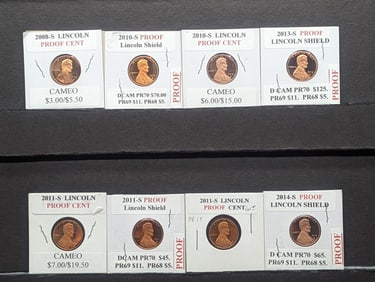 2008-S LINCOLN
PROOF CENT
CAMEO
$3.00/$5.50
2010-S PROOF
Lincoln Shield
DCAM PR70 $70.00
PR69 $11. PR68 $5.
PROOF
2010-S LINCOLN
PROOF CENT
CAMEO
$6.00/$15.00
2013-S PROOF
LINCOLN SHIELD
D CAM PR70 $125.
PR69 $11. PR68 $5.
PROOF
2011-S LINCOLN
PROOF CENT
CAMEO
$7.00/$19.50
2011-S PROOF
Lincoln Shield
DCAM PR70 $45.
PR69 $11. PR68 $5.
PROOF
2011-S LINCOLN
PROOF CENT
2014-S PROOF
LINCOLN SHIELD
D CAM PR70 $65.
PR69 $11. PR68 $5.
PROOF